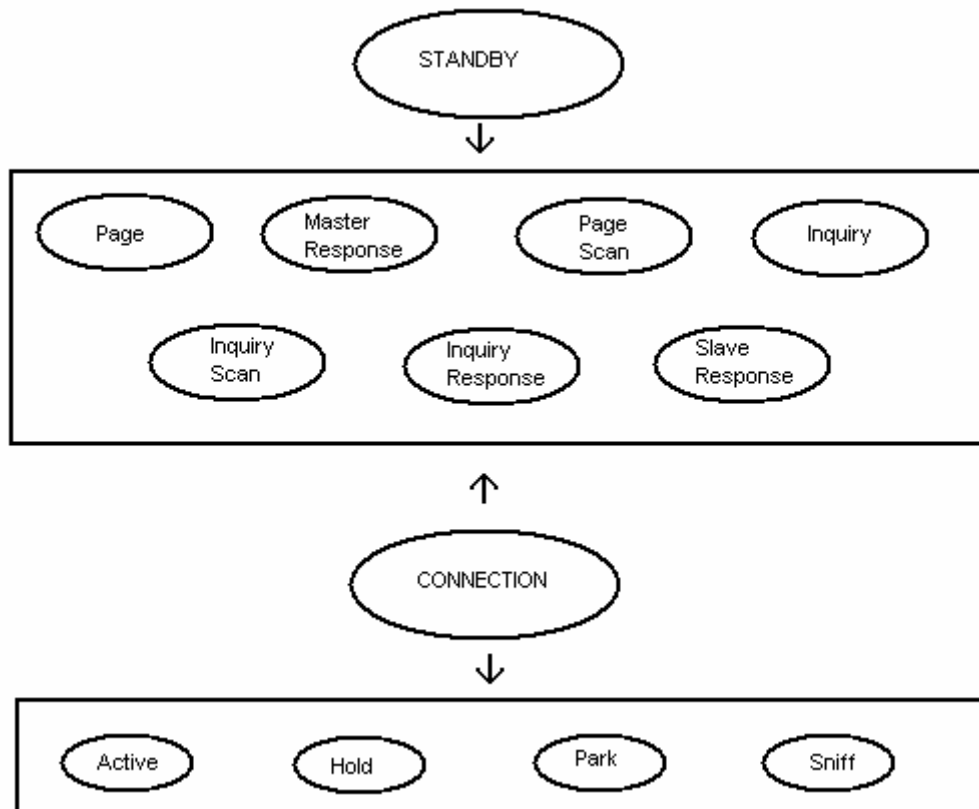 STANDBY
Page
Master
Response
Page
Scan
Inquiry
Inquiry
Scan
Inquiry
Response
Slave
Response
CONNECTION
Active
Hold
Park
Sniff